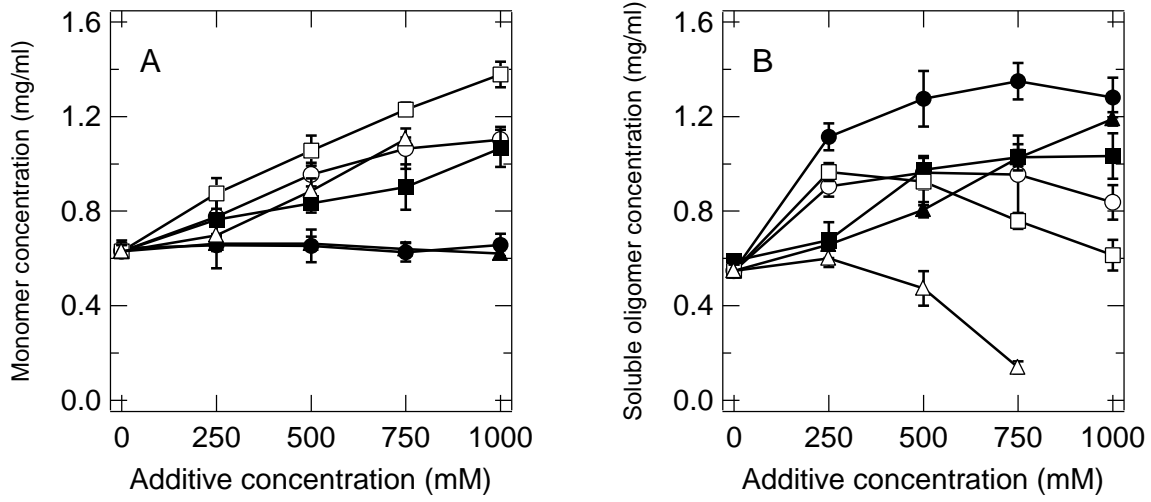 A
Monomer concentration (mg/ml)
1.6
1.2
0.8
0.4
0.0
0 250 500 750 1000
Additive concentration (mM)
B
Soluble oligomer concentration (mg/ml)
1.6
1.2
0.8
0.4
0.0
0 250 500 750 1000
Additive concentration (mM)